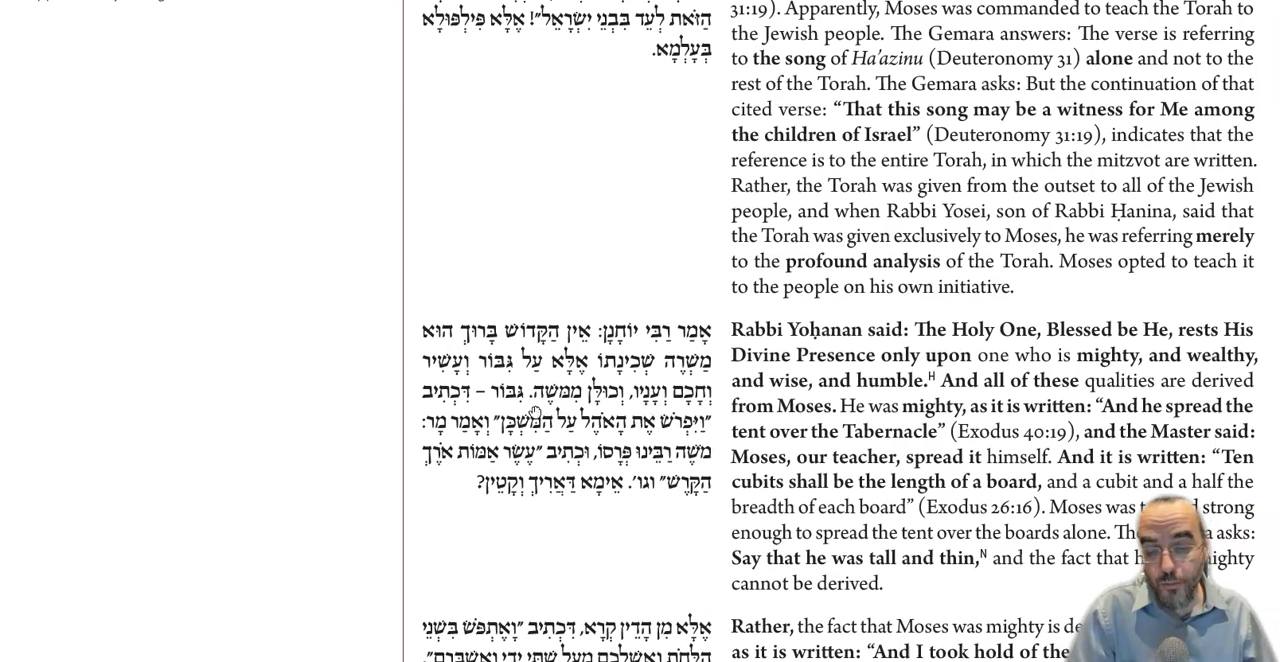 הַזֹּאת לְעֵד בִּבְנֵי יִשְׂרָאֵל״! אֶלָּא פִּילְפּוּלָא
בְּעָלְמָא.
אָמַר רַבִּי יוֹחָנָן: אֵין הַקָּדוֹשׁ בָּרוּךְ הוּא
מַשְׁרֶה שְׁכִינָתוֹ אֶלָּא עַל גִּבּוֹר וְעָשִׁיר
וְחָכָם וְעָנָיו, וְכוּלָּן מִמֹּשֶׁה. גִּבּוֹר – דִּכְתִיב
״וַיִּפְרֹשׂ אֶת הָאֹהֶל עַל הַמִּשְׁכָּן״ וְאָמַר מָר:
מֹשֶׁה רַבֵּינוּ פְּרָסוֹ, וּכְתִיב ״עֶשֶׂר אַמּוֹת אֹרֶךְ
הַקָּרֶשׁ״ וגו׳. אֵימָא דַּאֲרִיךְ וְקַטִין?
אֶלָּא מִן הָדֵין קְרָא, דִּכְתִיב ״וָאֶתְפֹּשׂ בִּשְׁנֵי
31:19). Apparently, Moses was commanded to teach the Torah to
the Jewish people. The Gemara answers: The verse is referring
to the song of Ha’azinu (Deuteronomy 31) alone and not to the
rest of the Torah. The Gemara asks: But the continuation of that
cited verse: “That this song may be a witness for Me among
the children of Israel” (Deuteronomy 31:19), indicates that the
reference is to the entire Torah, in which the mitzvot are written.
Rather, the Torah was given from the outset to all of the Jewish
people, and when Rabbi Yosei, son of Rabbi Ḥanina, said that
the Torah was given exclusively to Moses, he was referring merely
to the profound analysis of the Torah. Moses opted to teach it
to the people on his own initiative.
Rabbi Yoḥanan said: The Holy One, Blessed be He, rests His
Divine Presence only upon one who is mighty, and wealthy,
and wise, and humble.ᴴ And all of these qualities are derived
from Moses. He was mighty, as it is written: “And he spread the
tent over the Tabernacle” (Exodus 40:19), and the Master said:
Moses, our teacher, spread it himself. And it is written: “Ten
cubits shall be the length of a board, and a cubit and a half the
breadth of each board” (Exodus 26:16). Moses was strong
enough to spread the tent over the boards alone. asks:
Say that he was tall and thin,ᴺ and the fact that
cannot be derived.
Rather, the fact that Moses was mighty is
as it is written: “And I took hold of the